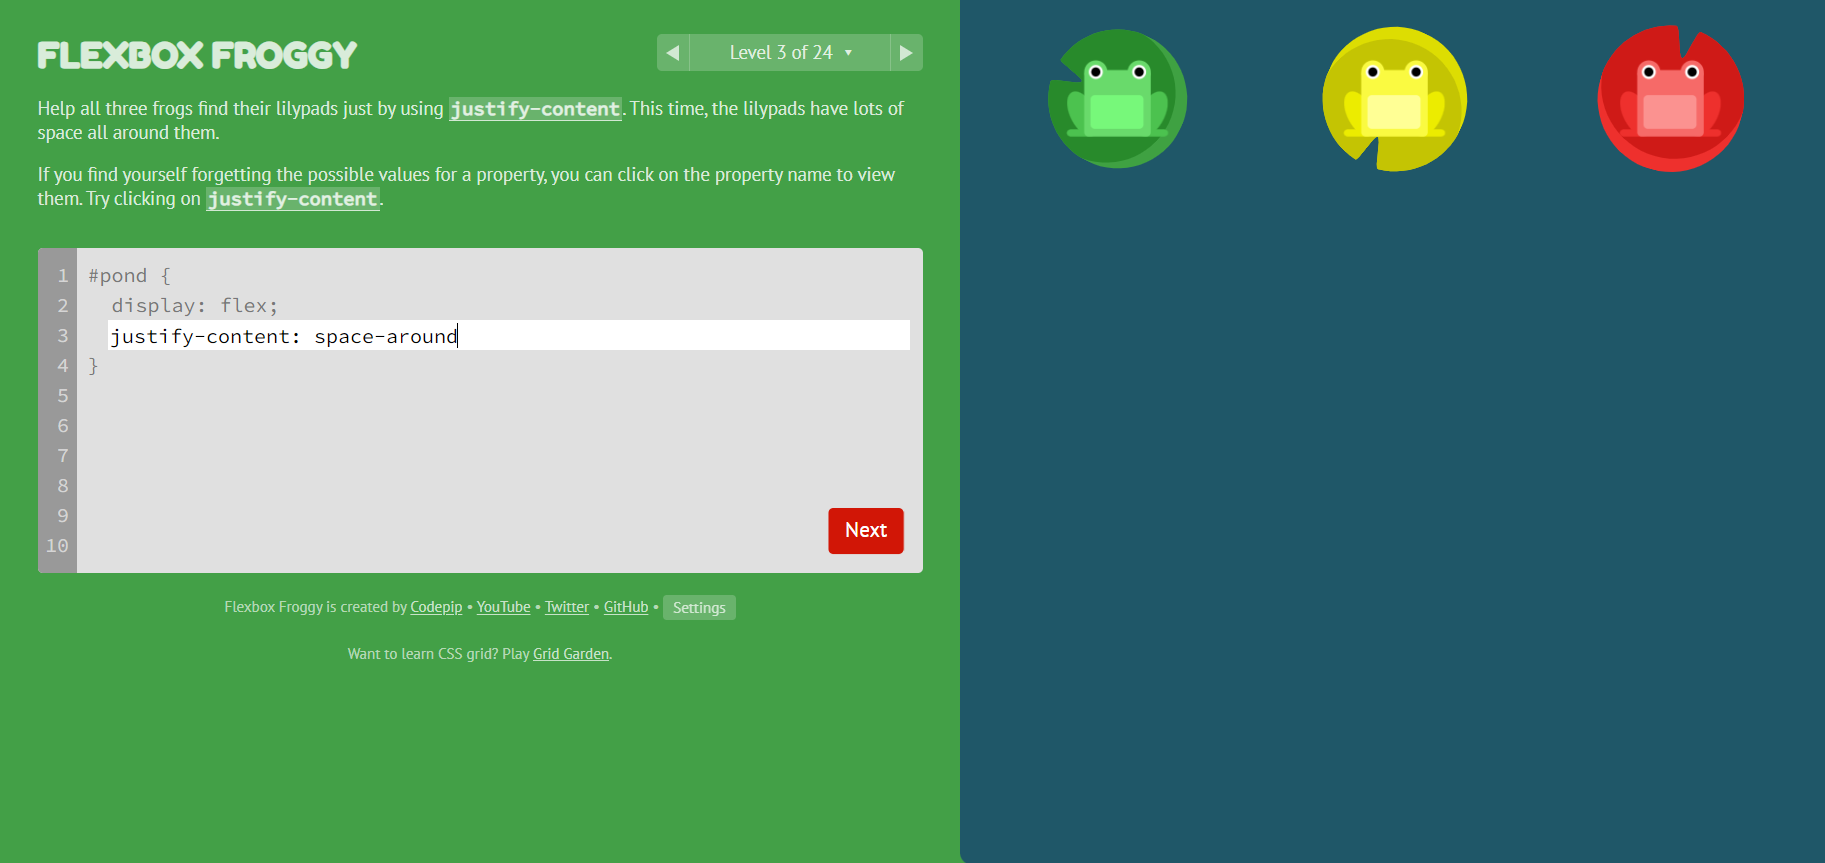 FLEXBOX FROGGY
◀ Level 3 of 24 ▾ ▶
Help all three frogs find their lilypads just by using justify-content. This time, the lilypads have lots of
space all around them.
If you find yourself forgetting the possible values for a property, you can click on the property name to view
them. Try clicking on justify-content.
1 #pond {
2 display: flex;
3 justify-content: space-around
4 }
5
6
7
8
9
10
Next
Flexbox Froggy is created by Codepip • YouTube • Twitter • GitHub • Settings
Want to learn CSS grid? Play Grid Garden.